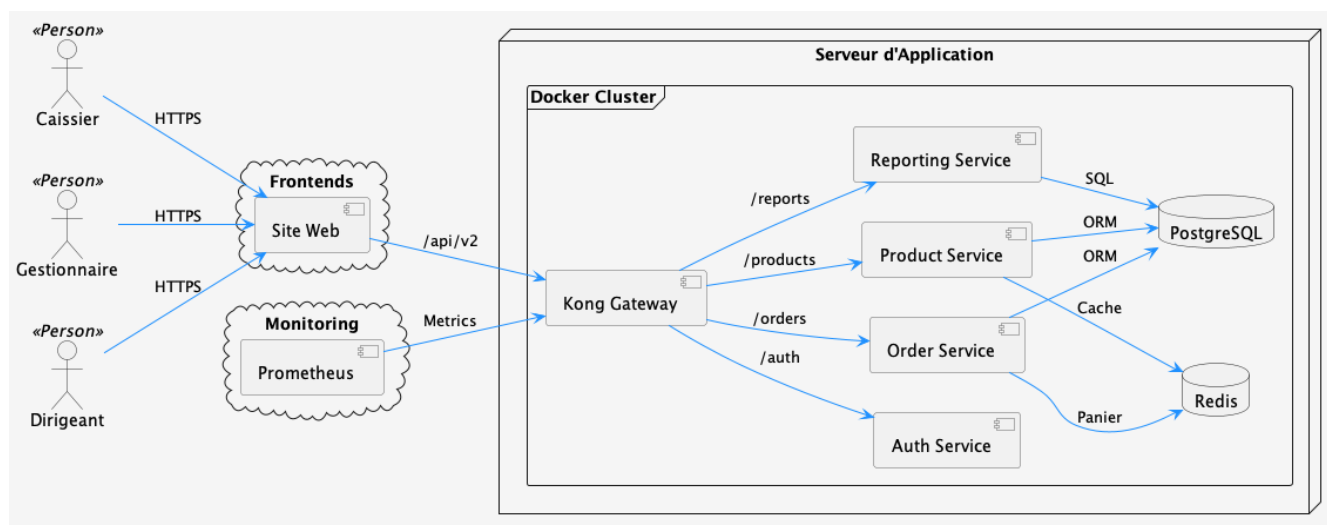 «Person»
Caissier
«Person»
Gestionnaire
«Person»
Dirigeant
HTTPS
HTTPS
HTTPS
Frontends
Site Web
Monitoring
Prometheus
/api/v2
Metrics
Serveur d'Application
Docker Cluster
Kong Gateway
/reports
/products
/orders
/auth
Reporting Service
Product Service
Order Service
Auth Service
SQL
ORM
ORM
Cache
Panier
PostgreSQL
Redis